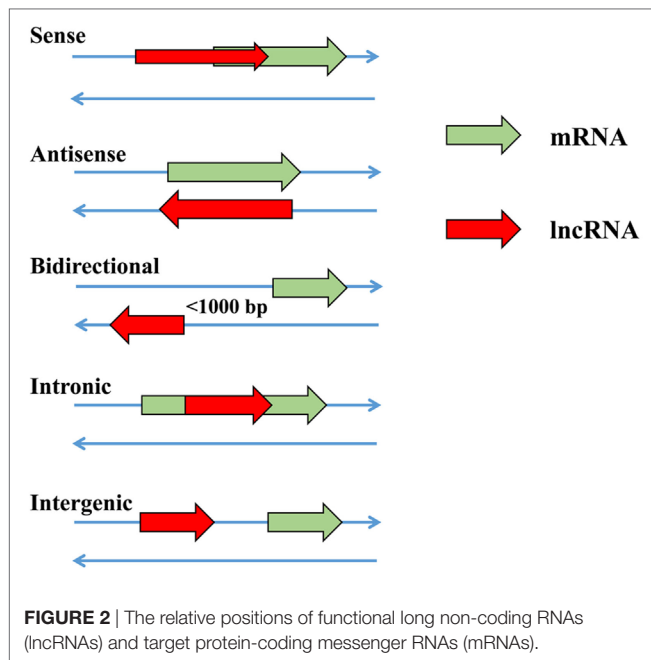 Sense
Antisense
mRNA
lncRNA
Bidirectional
<1000 bp
Intronic
Intergenic
FIGURE 2 | The relative positions of functional long non-coding RNAs
(lncRNAs) and target protein-coding messenger RNAs (mRNAs).